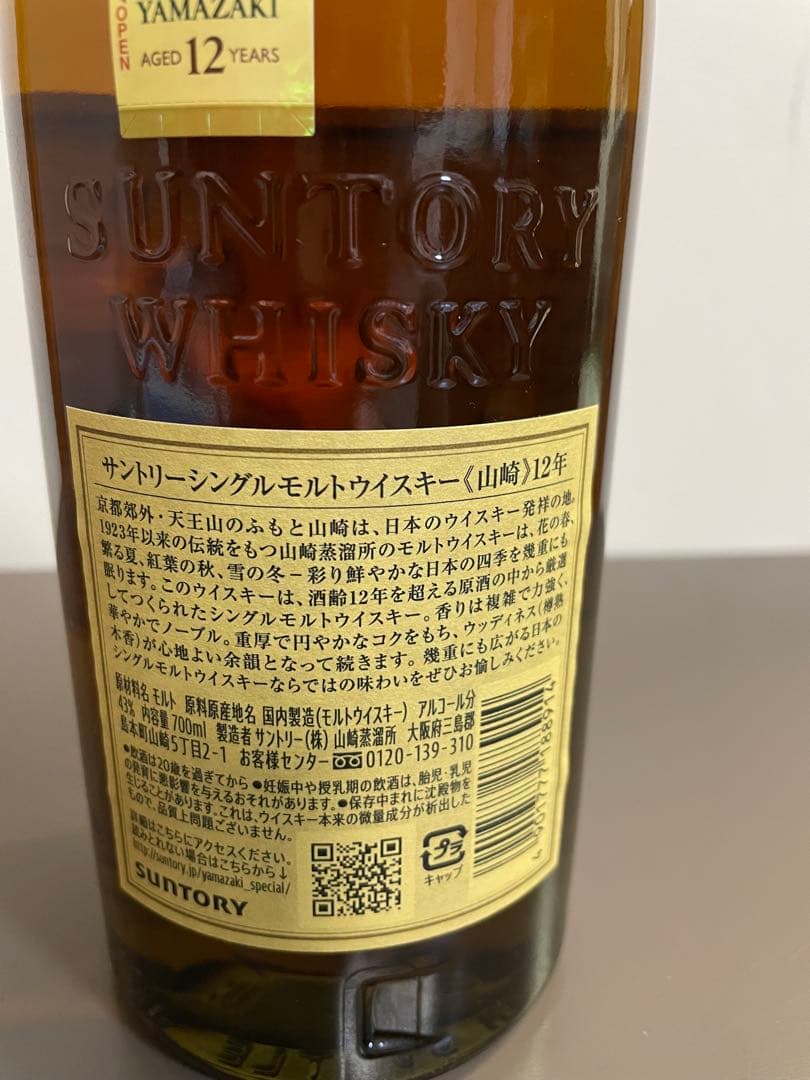 OPEN
YAMAZAKI
AGED 12 YEARS
SUNTORY
WHISKY
サントリーシングルモルトウイスキー《山崎》12年
京都郊外・天王山のふもと山崎は、日本のウイスキー発祥の地。
1923年以来の伝統をもつ山崎蒸溜所のモルトウイスキーは、花の春、
繁る夏、紅葉の秋、雪の冬−彩り鮮やかな日本の四季を幾重にも
眠ります。このウイスキーは、酒齢12年を超える原酒の中から厳選
してつくられたシングルモルトウイスキー。香りは複雑で力強く、
華やかでノーブル。重厚で円やかなコクをもち、ウッディネス(樽熟
木香)が心地よい余韻となって続きます。幾重にも広がる日本の
シングルモルトウイスキーならではの味わいをぜひお愉しみください。
原材料名 モルト 原料原産地名 国内製造(モルトウイスキー) アルコール分
43% 内容量700ml 製造者 サントリー(株) 山崎蒸溜所 大阪府三島郡
島本町山崎5丁目2-1 お客様センター 0120-139-310
●飲酒は20歳を過ぎてから ●妊娠中や授乳期の飲酒は、胎児・乳児
の発育に悪影響を与えるおそれがあります。●保存中まれに沈殿物を
生じることがあります。これは、ウイスキー本来の微量成分が析出した
もので、品質上問題ございません。
詳細はこちらにアクセスください。
読めとれない場合はこちらから↓
http://suntory.jp/yamazaki_special/
SUNTORY
プラ
キャップ
4 901777 188914